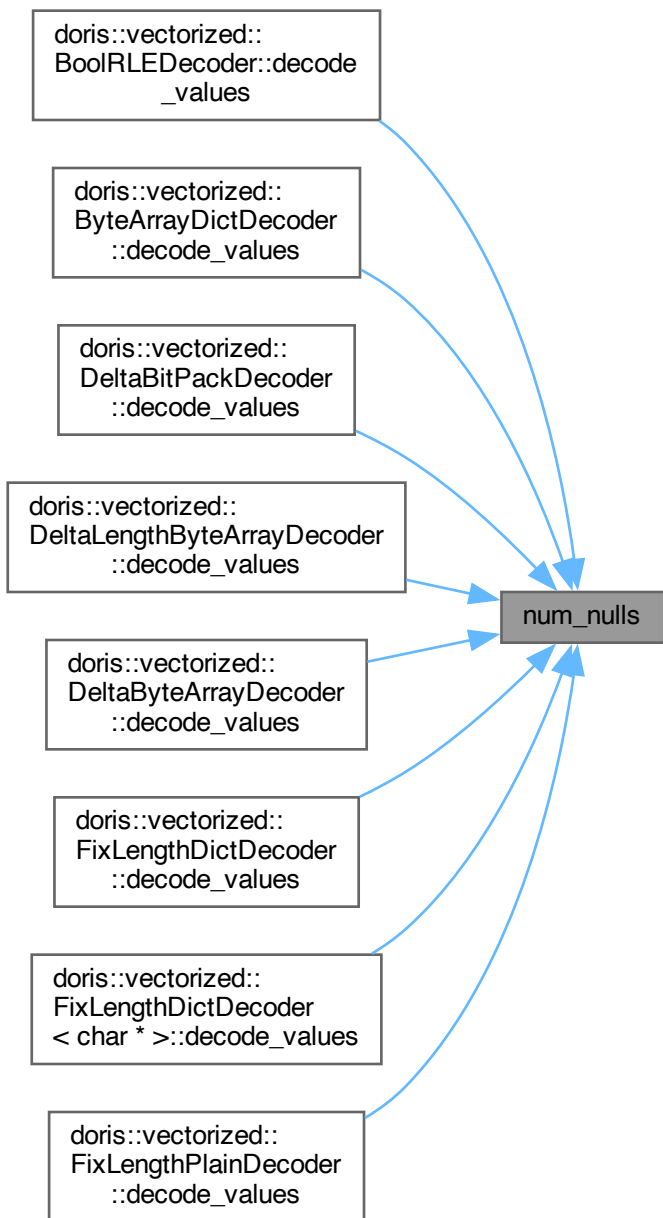 doris::vectorized::
BoolRLEDecoder::decode
_values
doris::vectorized::
ByteArrayDictDecoder
::decode_values
doris::vectorized::
DeltaBitPackDecoder
::decode_values
doris::vectorized::
DeltaLengthByteArrayDecoder
::decode_values
num_nulls
doris::vectorized::
DeltaByteArrayDecoder
::decode_values
doris::vectorized::
FixLengthDictDecoder
::decode_values
doris::vectorized::
FixLengthDictDecoder
< char * >::decode_values
doris::vectorized::
FixLengthPlainDecoder
::decode_values